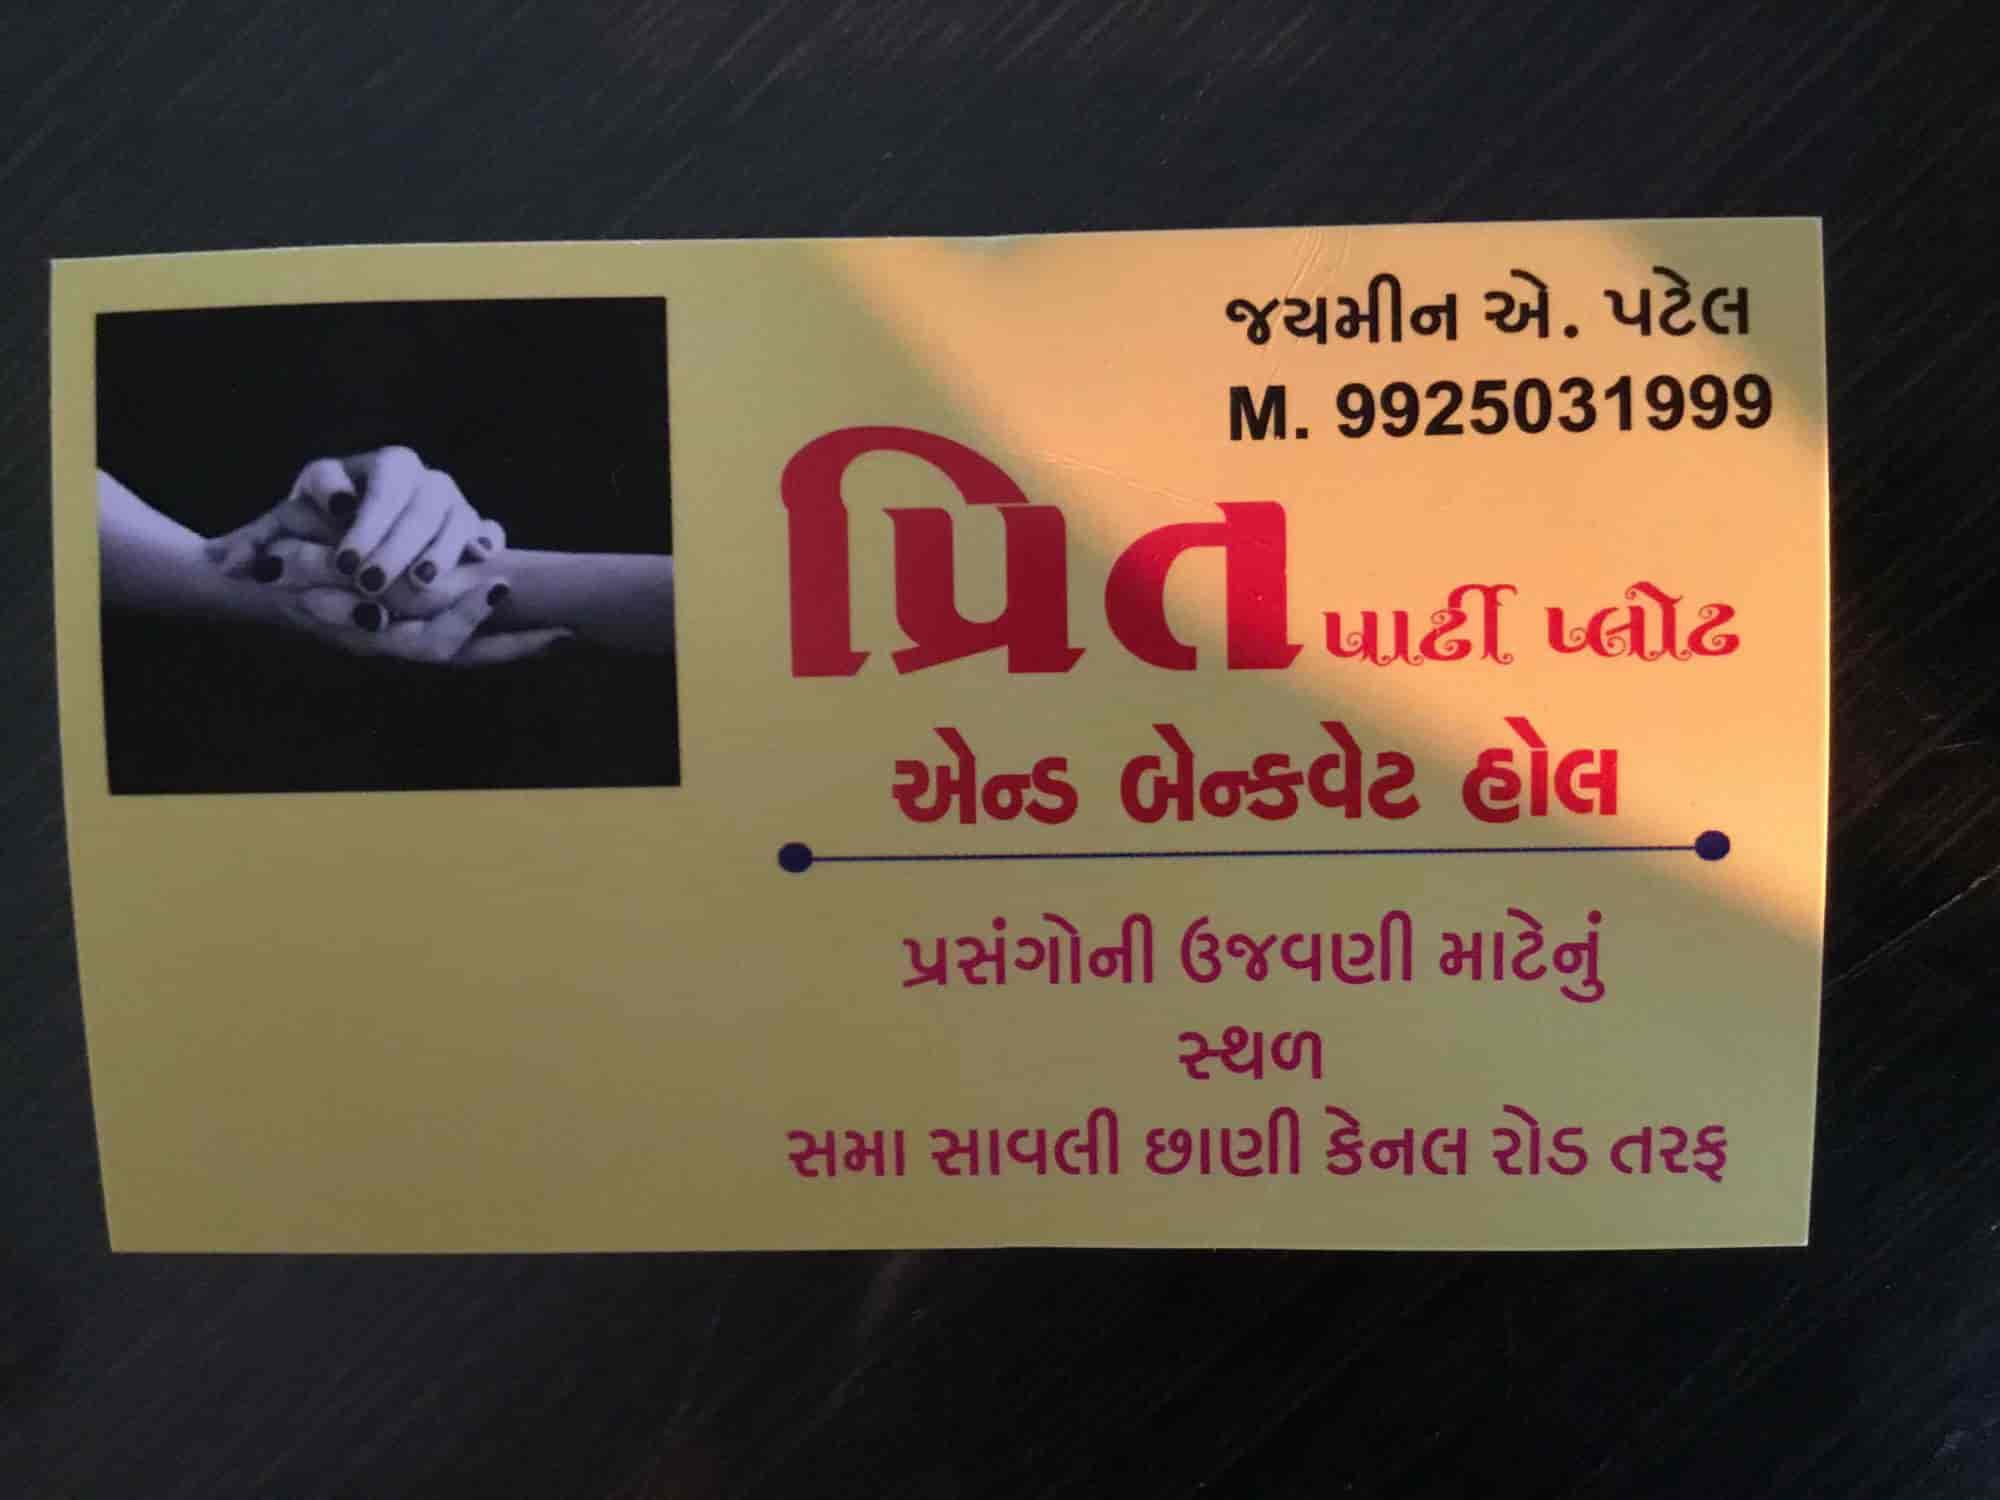 જયમીન એ. પટેલ
M. 9925031999
પ્રિત પાર્ટી પ્લોટ
એન્ડ બેન્કવેટ હોલ
પ્રસંગોની ઉજવણી માટેનું
સ્થળ
સમા સાવલી છાણી કેનલ રોડ તરફ